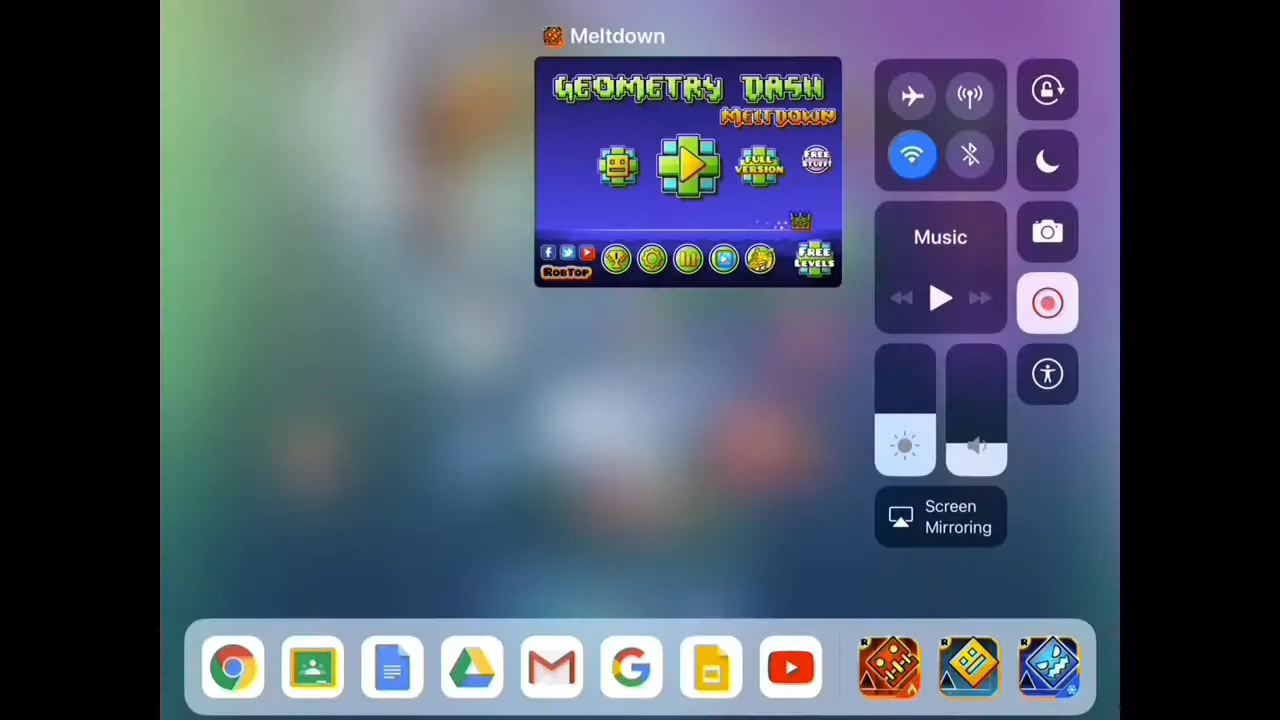 Meltdown
GEOMETRY DASH
MELTDOWN
FULL
VERSION
FREE
STUFF!
ROBTOP
FREE
LEVELS
Music
Screen
Mirroring